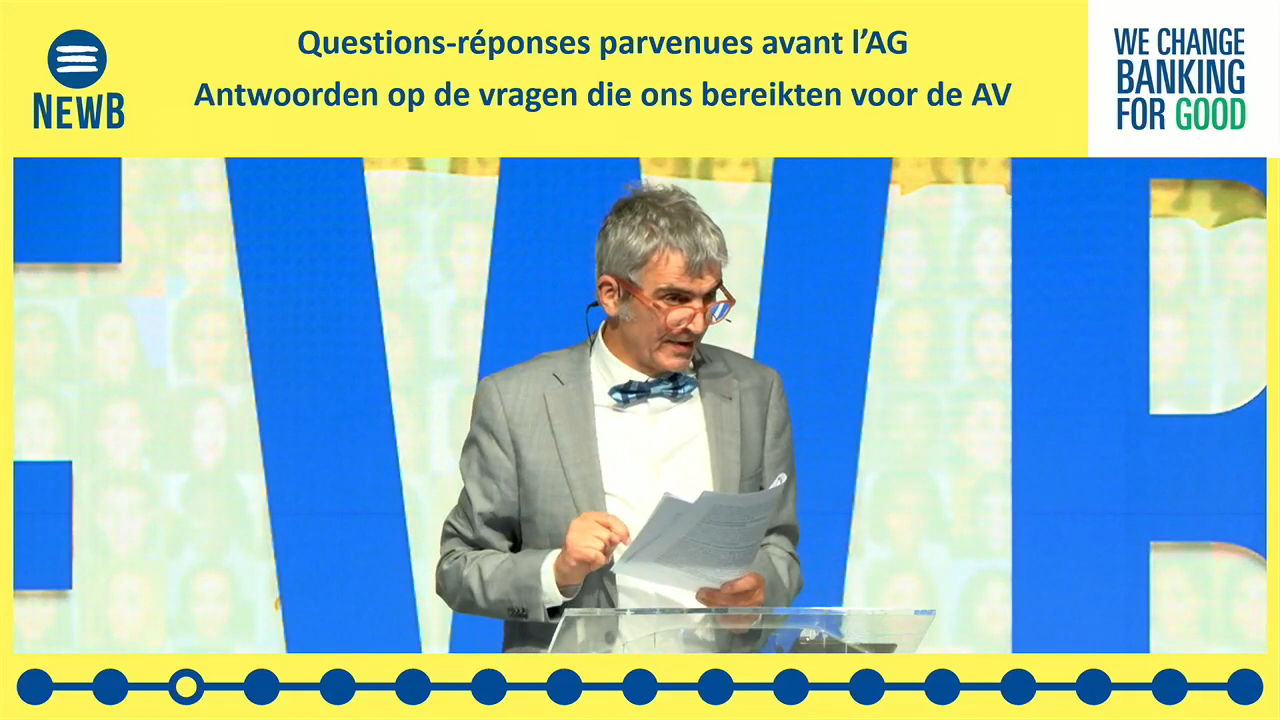 Questions-réponses parvenues avant l'AG
Antwoorden op de vragen die ons bereikten voor de AV
NEWB
WE CHANGE
BANKING
FOR GOOD